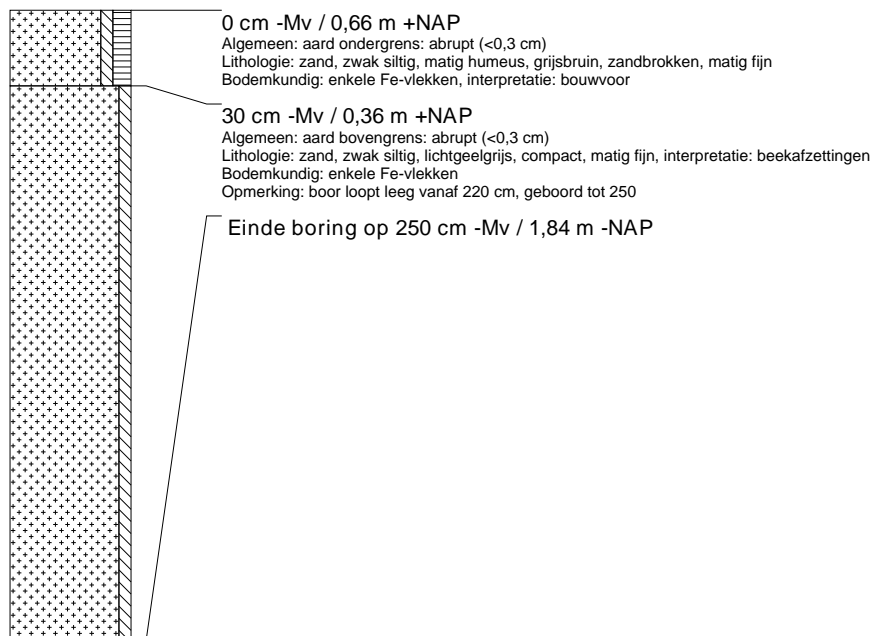 0 cm -Mv / 0,66 m +NAP
Algemeen: aard ondergrens: abrupt (<0,3 cm)
Lithologie: zand, zwak siltig, matig humeus, grijsbruin, zandbrokken, matig fijn
Bodemkundig: enkele Fe-vlekken, interpretatie: bouwvoor
30 cm -Mv / 0,36 m +NAP
Algemeen: aard bovengrens: abrupt (<0,3 cm)
Lithologie: zand, zwak siltig, lichtgeelgrijs, compact, matig fijn, interpretatie: beekafzettingen
Bodemkundig: enkele Fe-vlekken
Opmerking: boor loopt leeg vanaf 220 cm, geboord tot 250
Einde boring op 250 cm -Mv / 1,84 m -NAP